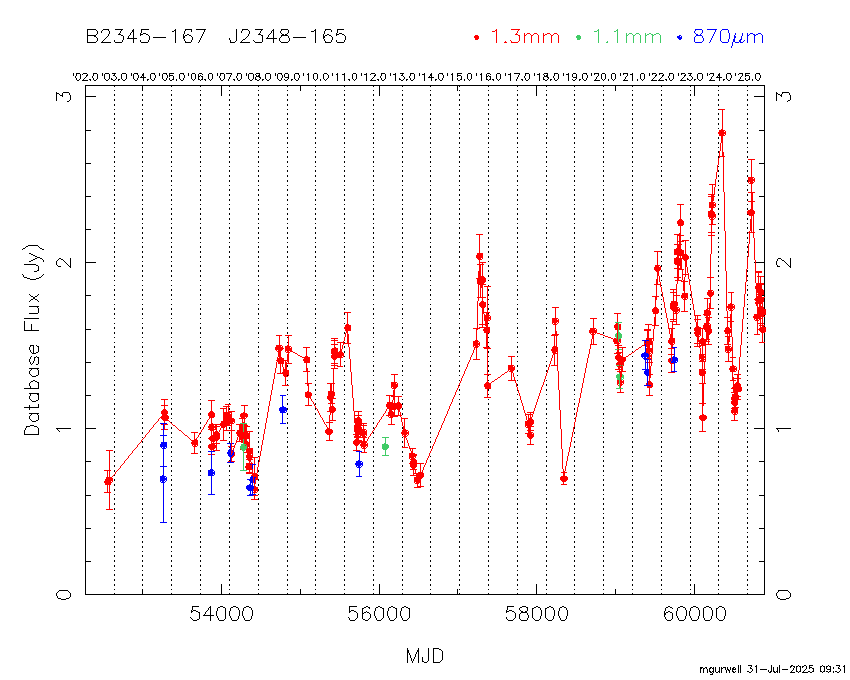 B2345−167 J2348−165 1.3mm 1.1mm 870μm
'02.0 '03.0 '04.0 '05.0 '06.0 '07.0 '08.0 '09.0 '10.0 '11.0 '12.0 '13.0 '14.0 '15.0 '16.0 '17.0 '18.0 '19.0 '20.0 '21.0 '22.0 '23.0 '24.0 '25.0
3 3
2 2
Database Flux (Jy)
1 1
0 0
54000 56000 58000 60000
MJD
mgurwell 31−Jul−2025 09:31